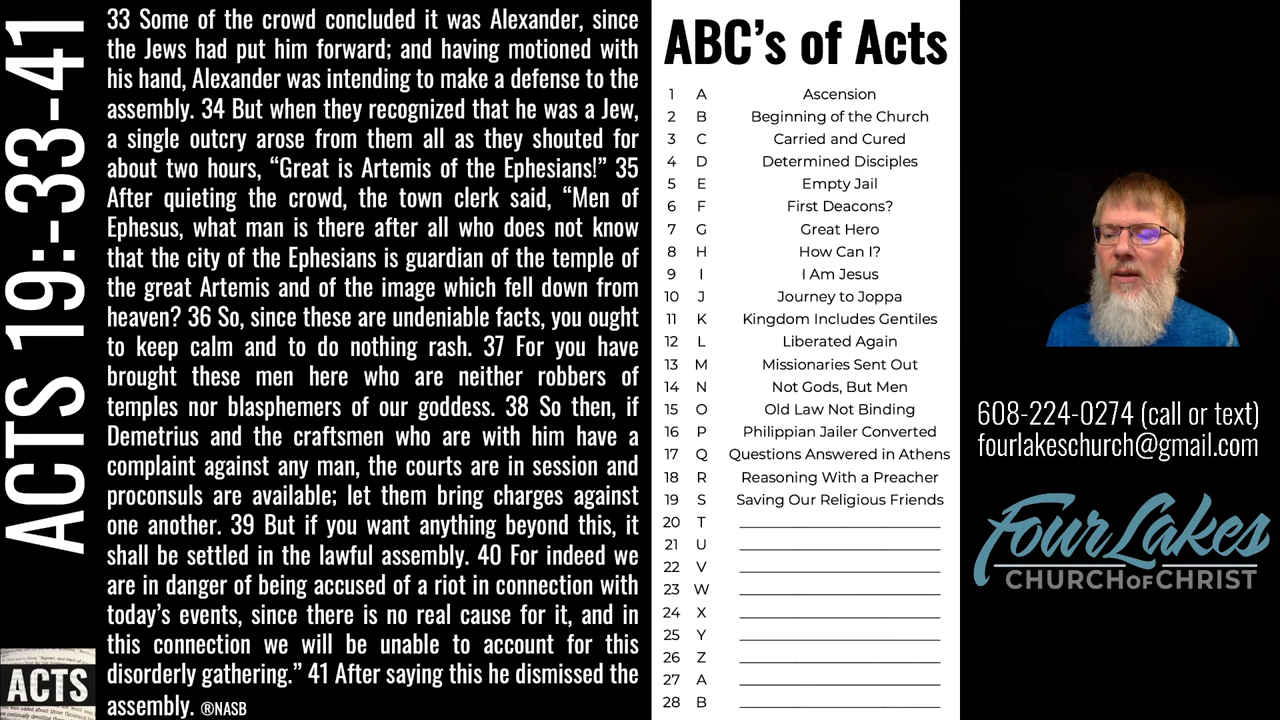 ACTS 19:-33-41
33 Some of the crowd concluded it was Alexander, since
the Jews had put him forward; and having motioned with
his hand, Alexander was intending to make a defense to the
assembly. 34 But when they recognized that he was a Jew,
a single outcry arose from them all as they shouted for
about two hours, “Great is Artemis of the Ephesians!” 35
After quieting the crowd, the town clerk said, “Men of
Ephesus, what man is there after all who does not know
that the city of the Ephesians is guardian of the temple of
the great Artemis and of the image which fell down from
heaven? 36 So, since these are undeniable facts, you ought
to keep calm and to do nothing rash. 37 For you have
brought these men here who are neither robbers of
temples nor blasphemers of our goddess. 38 So then, if
Demetrius and the craftsmen who are with him have a
complaint against any man, the courts are in session and
proconsuls are available; let them bring charges against
one another. 39 But if you want anything beyond this, it
shall be settled in the lawful assembly. 40 For indeed we
are in danger of being accused of a riot in connection with
today’s events, since there is no real cause for it, and in
this connection we will be unable to account for this
disorderly gathering.” 41 After saying this he dismissed the
assembly. ®NASB
ACTS
ABC’s of Acts
1 A Ascension
2 B Beginning of the Church
3 C Carried and Cured
4 D Determined Disciples
5 E Empty Jail
6 F First Deacons?
7 G Great Hero
8 H How Can I?
9 I I Am Jesus
10 J Journey to Joppa
11 K Kingdom Includes Gentiles
12 L Liberated Again
13 M Missionaries Sent Out
14 N Not Gods, But Men
15 O Old Law Not Binding
16 P Philippian Jailer Converted
17 Q Questions Answered in Athens
18 R Reasoning With a Preacher
19 S Saving Our Religious Friends
20 T
21 U
22 V
23 W
24 X
25 Y
26 Z
27 A
28 B
608-224-0274 (call or text)
fourlakeschurch@gmail.com
Four Lakes
CHURCH OF CHRIST